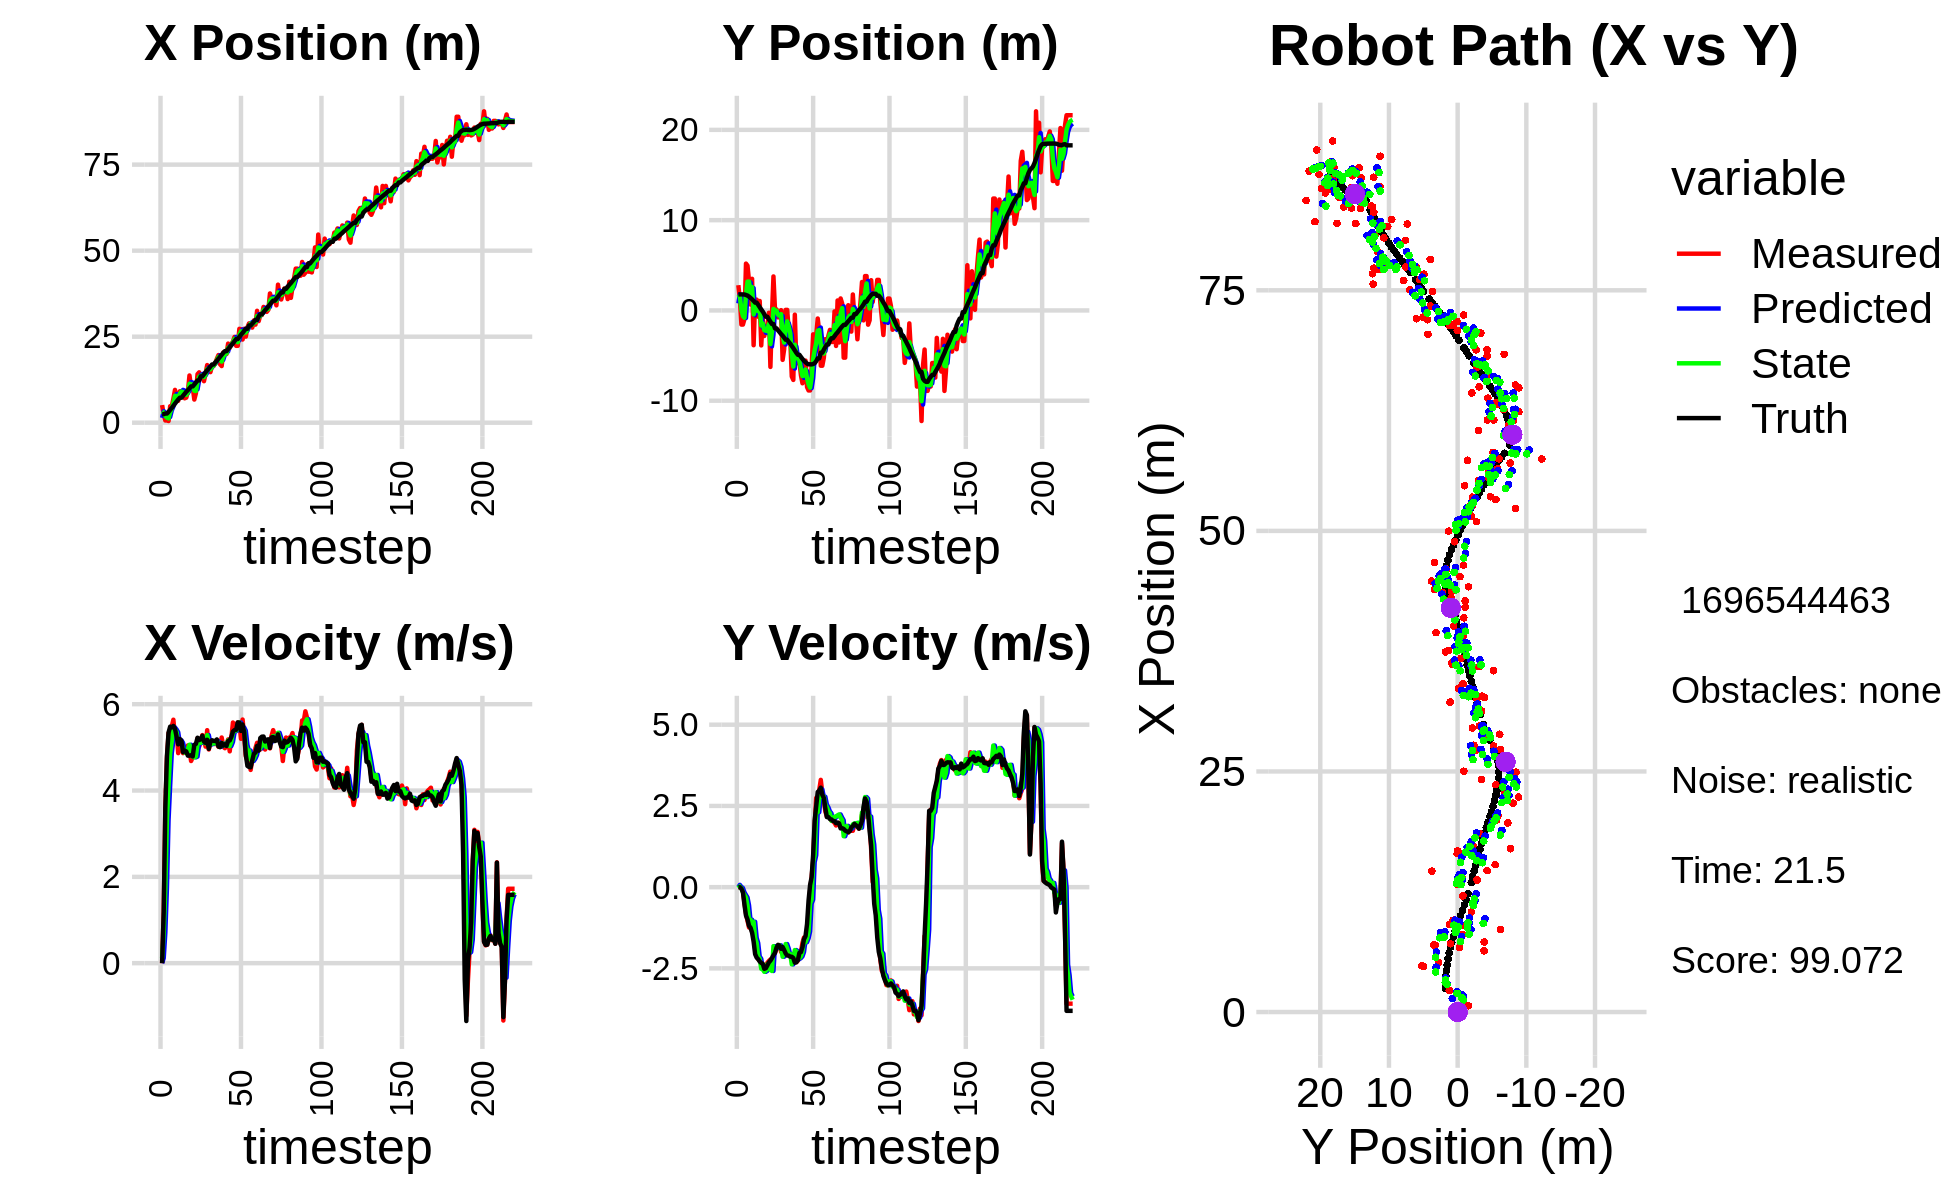 X Position (m)
75
50
25
0
0
50
100
150
200
timestep
Y Position (m)
20
10
0
-10
0
50
100
150
200
timestep
X Velocity (m/s)
6
4
2
0
0
50
100
150
200
timestep
Y Velocity (m/s)
5.0
2.5
0.0
-2.5
0
50
100
150
200
timestep
Robot Path (X vs Y)
X Position (m)
75
50
25
0
20 10 0 -10 -20
Y Position (m)
variable
Measured
Predicted
State
Truth
1696544463
Obstacles: none
Noise: realistic
Time: 21.5
Score: 99.072